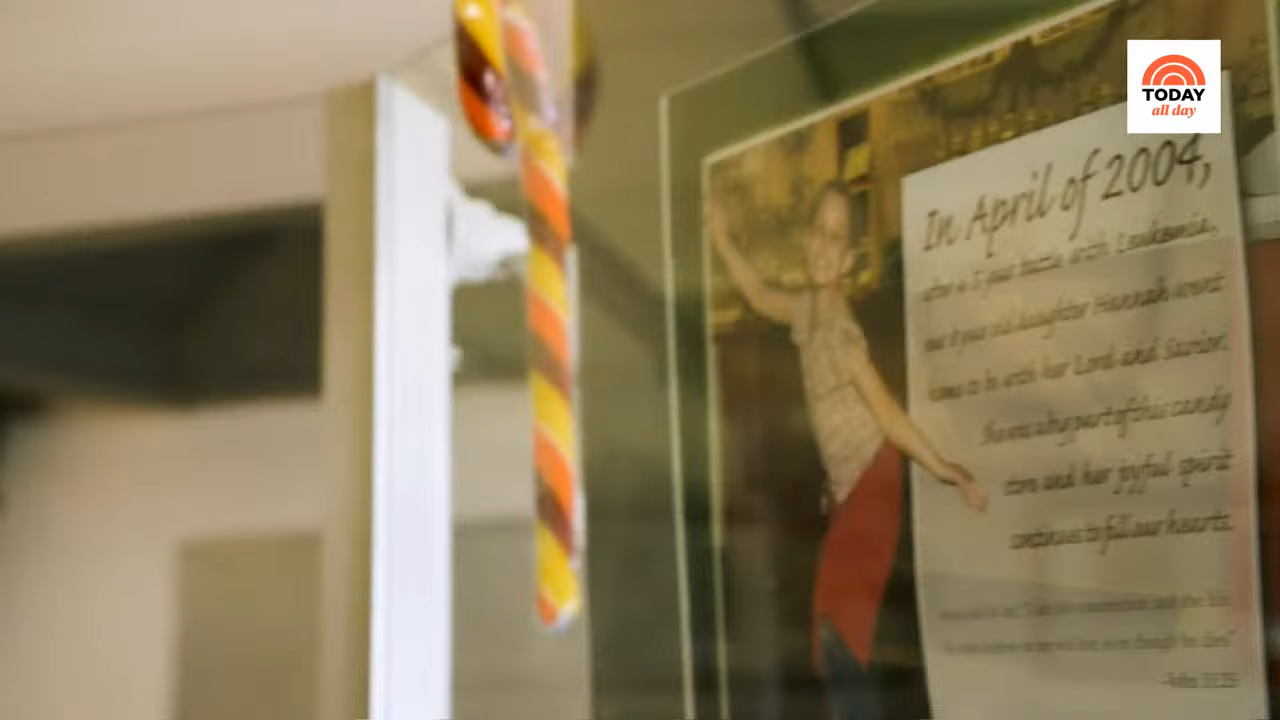 TODAY
all day
In April of 2004,
after a 5 year battle with Leukemia,
our 8 year old daughter Hannah went
home to be with her Lord and Savior.
She was a big part of this candy
store and her joyful spirit
continues to fill our hearts.